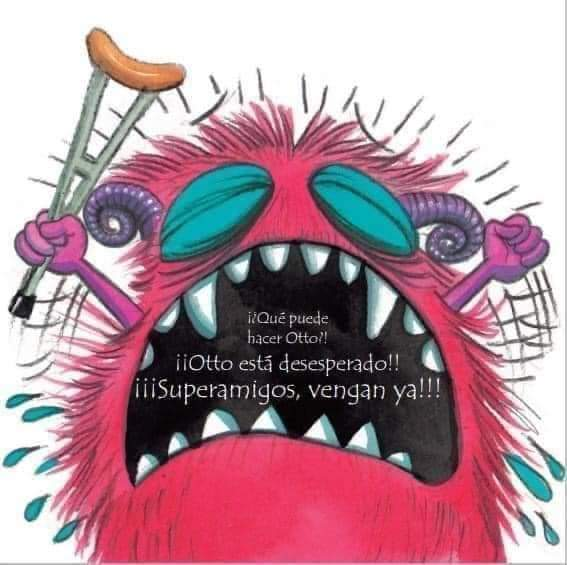 ¡¿Qué puede
hacer Otto?!
¡¡Otto está desesperado!!
¡¡¡Superamigos, vengan ya!!!